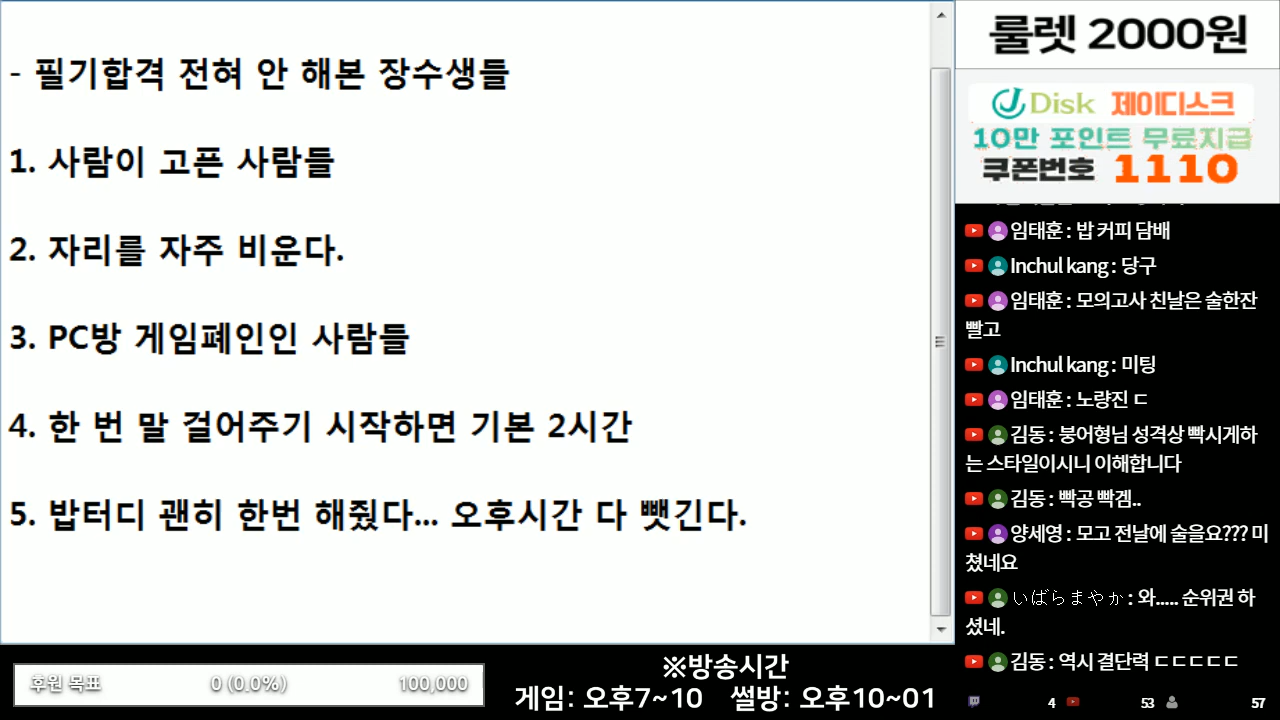 - 필기합격 전혀 안 해본 장수생들
1. 사람이 고픈 사람들
2. 자리를 자주 비운다.
3. PC방 게임폐인인 사람들
4. 한 번 말 걸어주기 시작하면 기본 2시간
5. 밥터디 괜히 한번 해줬다... 오후시간 다 뺏긴다.
룰렛 2000원
Disk 제이디스크
10만 포인트 무료지급
쿠폰번호 1110
임태훈 : 밥 커피 담배
Inchul kang : 당구
임태훈 : 모의고사 친날은 술한잔
빨고
Inchul kang : 미팅
임태훈 : 노량진 ㄷ
김동 : 붕어형님 성격상 빡시게하
는 스타일이시니 이해합니다
김동 : 빡공 빡겜..
양세영 : 모고 전날에 술을요??? 미
쳤네요
いばらまやか : 와..... 순위권 하
셨네.
김동 : 역시 결단력 ㄷㄷㄷㄷㄷ
후원 목표 0 (0.0%) 100,000
※방송시간
게임: 오후7~10 썰방: 오후10~01
4 53 57